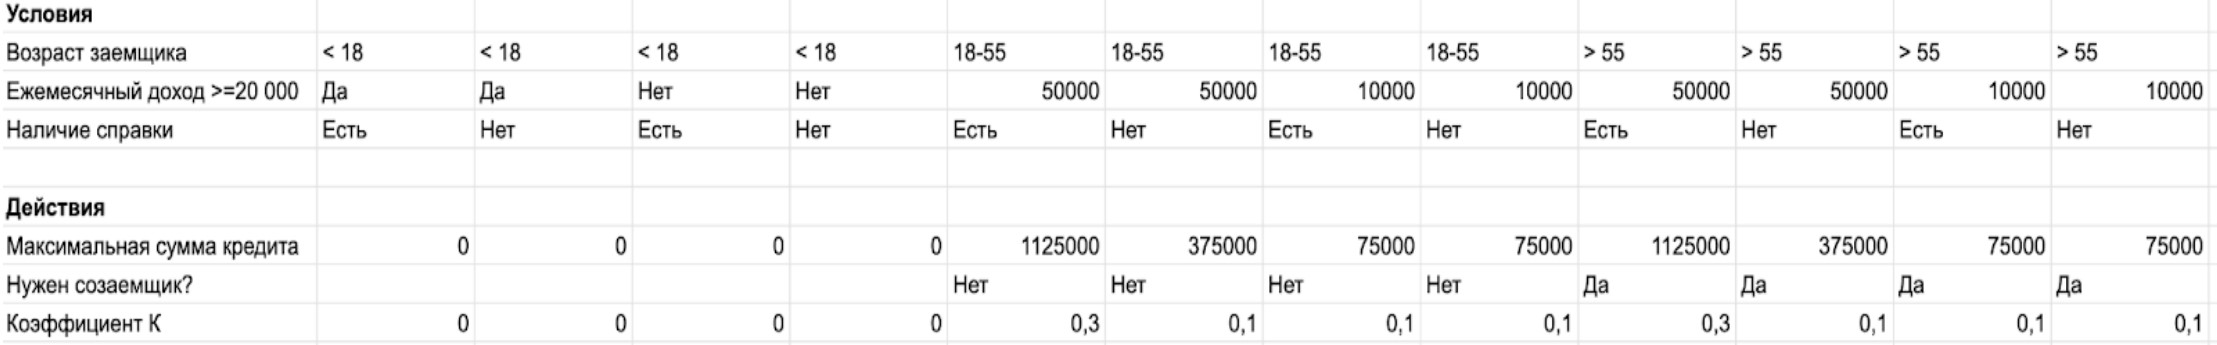 Условия
Возраст заемщика < 18 < 18 < 18 < 18 18-55 18-55 18-55 18-55 > 55 > 55 > 55 > 55
Ежемесячный доход >=20 000 Да Да Нет Нет 50000 50000 10000 10000 50000 50000 10000 10000
Наличие справки Есть Нет Есть Нет Есть Нет Есть Нет Есть Нет Есть Нет
Действия
Максимальная сумма кредита 0 0 0 0 1125000 375000 75000 75000 1125000 375000 75000 75000
Нужен созаемщик? Нет Нет Нет Нет Да Да Да Да
Коэффициент К 0 0 0 0 0,3 0,1 0,1 0,1 0,3 0,1 0,1 0,1